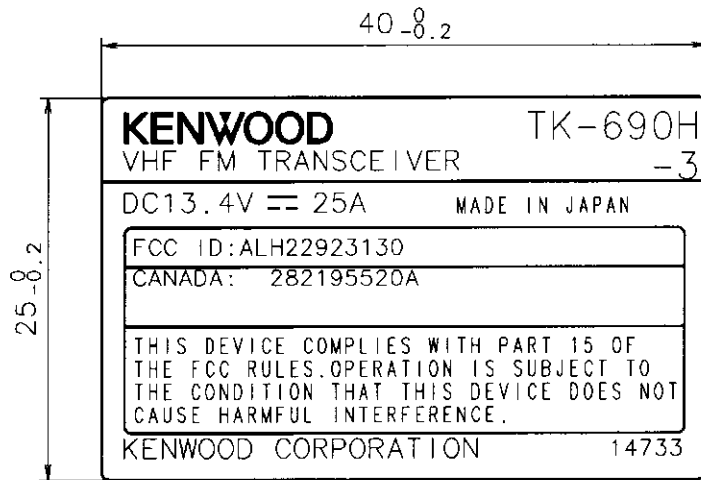 40 -0.2 0
25 -0.2 0
KENWOOD TK-690H
VHF FM TRANSCEIVER -3
DC13.4V ⎓ 25A MADE IN JAPAN
FCC ID:ALH22923130
CANADA: 282195520A
THIS DEVICE COMPLIES WITH PART 15 OF
THE FCC RULES.OPERATION IS SUBJECT TO
THE CONDITION THAT THIS DEVICE DOES NOT
CAUSE HARMFUL INTERFERENCE.
KENWOOD CORPORATION 14733